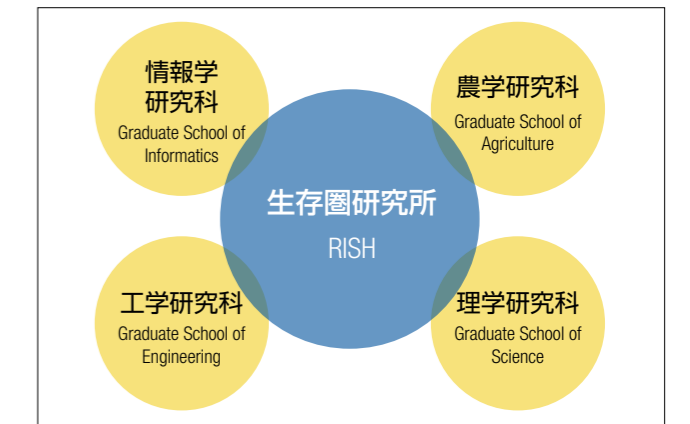 情報学
研究科
Graduate School of
Informatics
農学研究科
Graduate School of
Agriculture
生存圏研究所
RISH
工学研究科
Graduate School of
Engineering
理学研究科
Graduate School of
Science